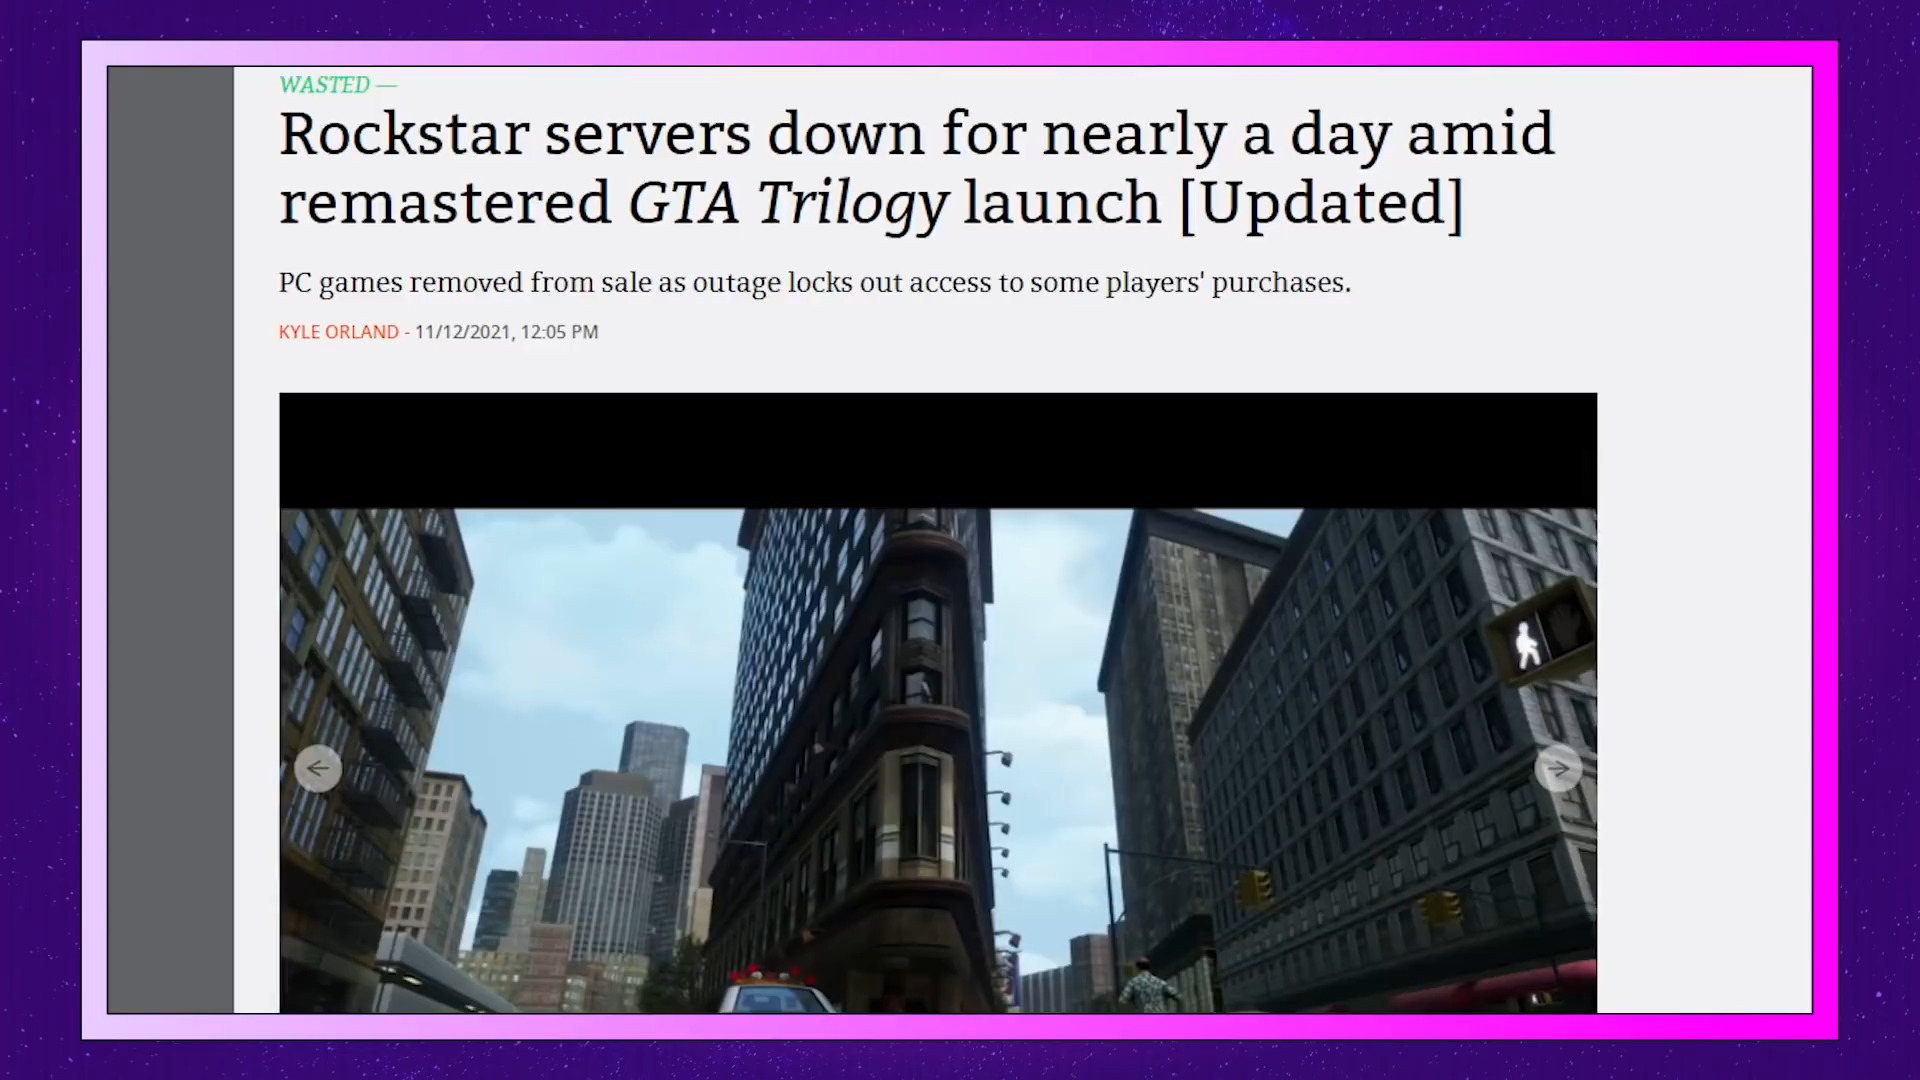 WASTED —
Rockstar servers down for nearly a day amid
remastered GTA Trilogy launch [Updated]
PC games removed from sale as outage locks out access to some players' purchases.
KYLE ORLAND - 11/12/2021, 12:05 PM